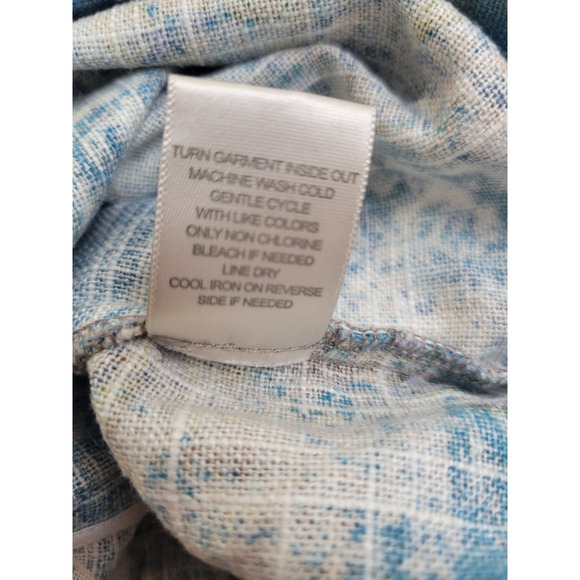 TURN GARMENT INSIDE OUT
MACHINE WASH COLD
GENTLE CYCLE
WITH LIKE COLORS
ONLY NON CHLORINE
BLEACH IF NEEDED
LINE DRY
COOL IRON ON REVERSE
SIDE IF NEEDED